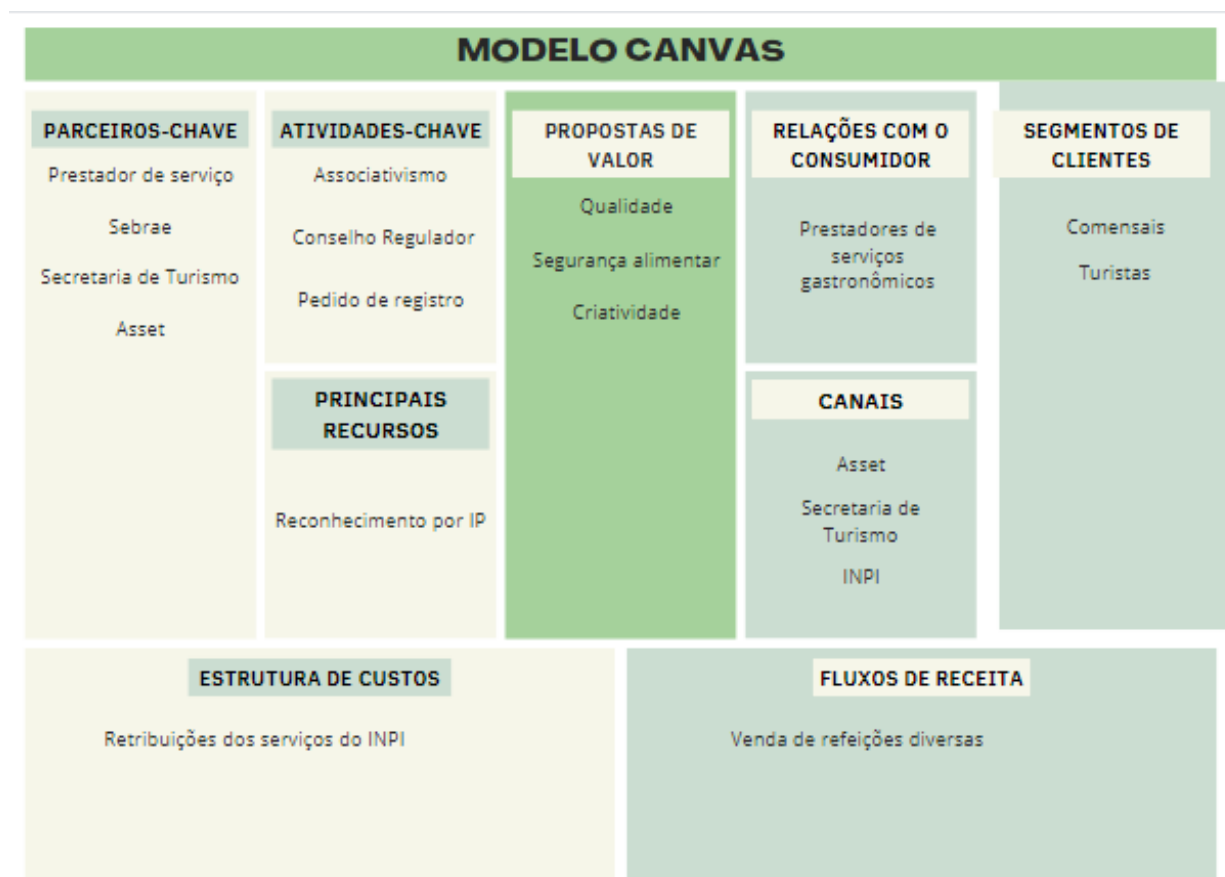 MODELO CANVAS
PARCEIROS-CHAVE
Prestador de serviço
Sebrae
Secretaria de Turismo
Asset
ATIVIDADES-CHAVE
Associativismo
Conselho Regulador
Pedido de registro
PRINCIPAIS
RECURSOS
Reconhecimento por IP
PROPOSTAS DE
VALOR
Qualidade
Segurança alimentar
Criatividade
RELAÇÕES COM O
CONSUMIDOR
Prestadores de
serviços
gastronômicos
CANAIS
Asset
Secretaria de
Turismo
INPI
SEGMENTOS DE
CLIENTES
Comensais
Turistas
ESTRUTURA DE CUSTOS
Retribuições dos serviços do INPI
FLUXOS DE RECEITA
Venda de refeições diversas